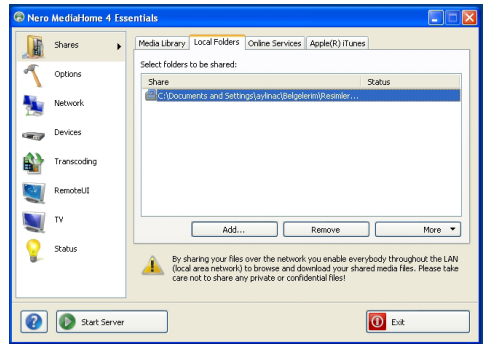 Nero MediaHome 4 Essentials
Shares
Options
Network
Devices
Transcoding
RemoteUI
TV
Status
Media Library
Local Folders
Online Services
Apple(R) iTunes
Select folders to be shared:
Share Status
C:\Documents and Settings\aylinac\Belgelerim\Resimler...
Add... Remove More
By sharing your files over the network you enable everybody throughout the LAN
(local area network) to browse and download your shared media files. Please take
care not to share any private or confidential files!
Start Server
Exit